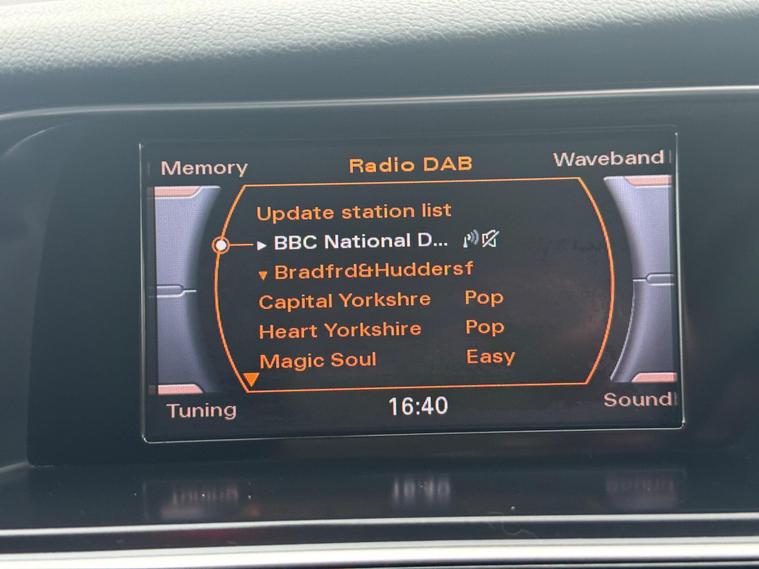 Memory
Radio DAB
Waveband
Update station list
BBC National D...
Bradfrd&Huddersf
Capital Yorkshre Pop
Heart Yorkshire Pop
Magic Soul Easy
Tuning
16:40
Sound